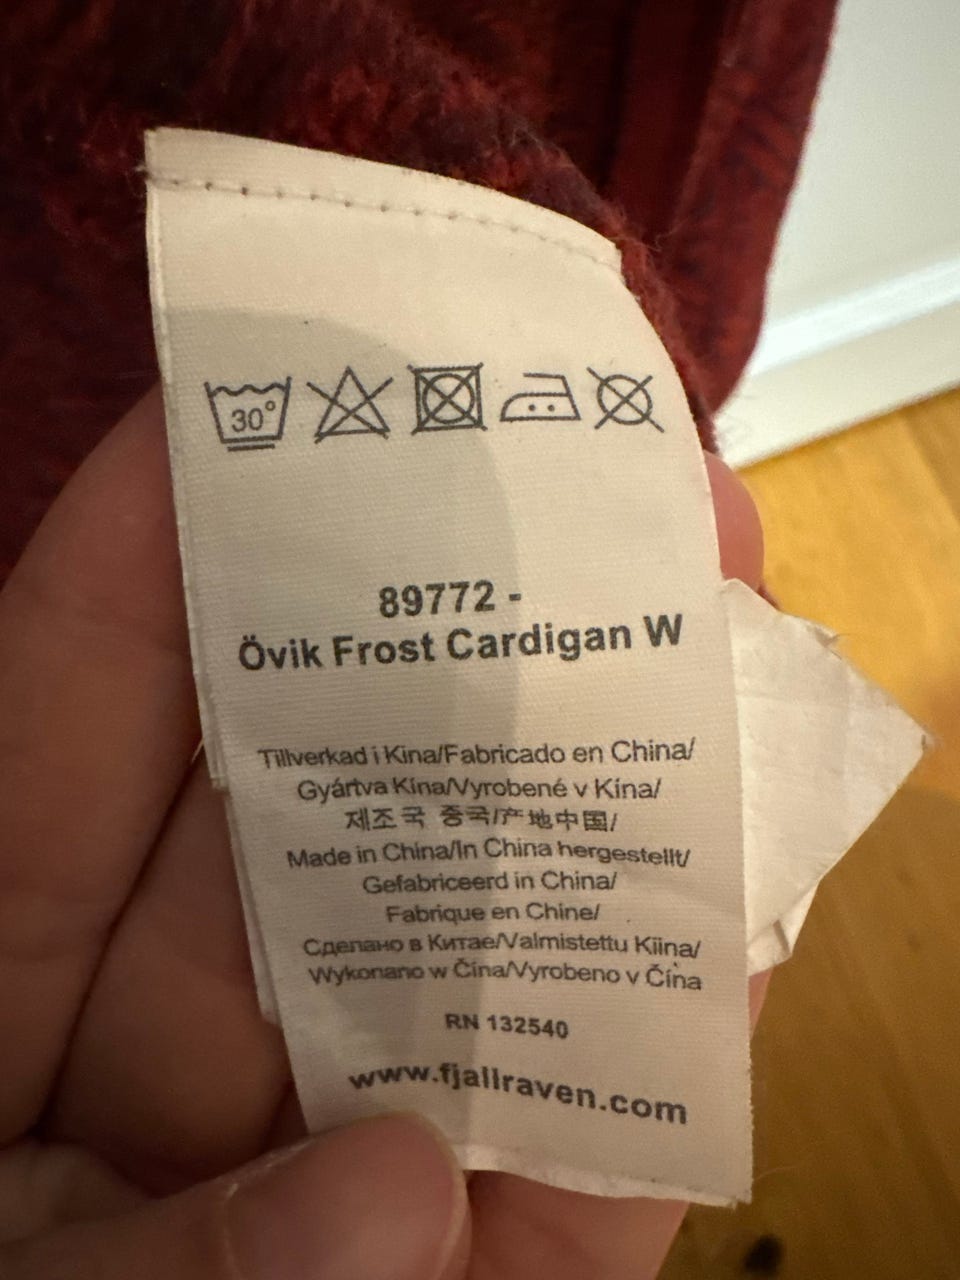 30°
89772 -
Övik Frost Cardigan W
Tillverkad i Kina/Fabricado en China/
Gyártva Kína/Vyrobené v Kína/
제조국 중국/产地中国/
Made in China/In China hergestellt/
Gefabriceerd in China/
Fabrique en Chine/
Сделано в Китае/Valmistettu Kiina/
Wykonano w Čína/Vyrobeno v Čína
RN 132540
www.fjallraven.com